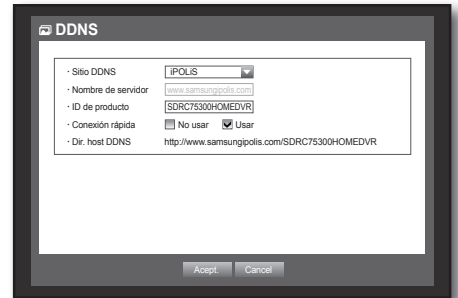 DDNS
· Sitio DDNS iPOLiS
· Nombre de servidor www.samsungipolis.com
· ID de producto SDRC75300HOMEDVR
· Conexión rápida No usar Usar
· Dir. host DDNS http://www.samsungipolis.com/SDRC75300HOMEDVR
Acept. Cancel